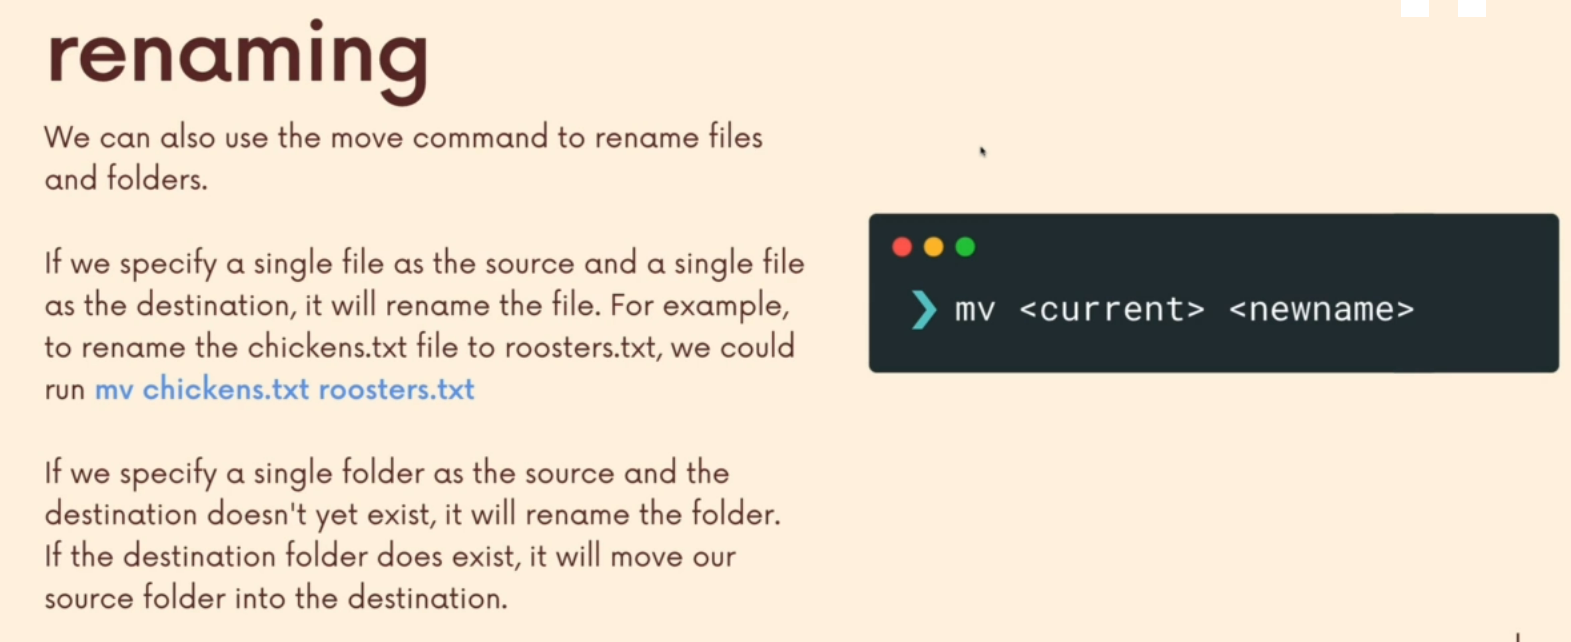 renaming
We can also use the move command to rename files
and folders.
If we specify a single file as the source and a single file
as the destination, it will rename the file. For example,
to rename the chickens.txt file to roosters.txt, we could
run mv chickens.txt roosters.txt
If we specify a single folder as the source and the
destination doesn't yet exist, it will rename the folder.
If the destination folder does exist, it will move our
source folder into the destination.
❯ mv <current> <newname>